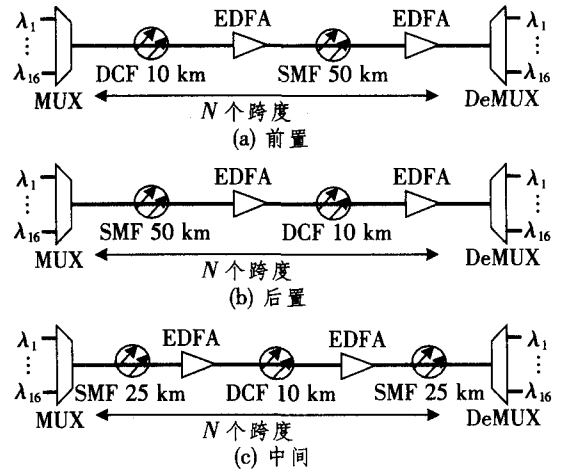 λ1 EDFA EDFA λ1
⋮ ⋮
λ16 DCF 10 km SMF 50 km λ16
MUX DeMUX
N 个跨度
(a) 前置
λ1 EDFA EDFA λ1
⋮ ⋮
λ16 SMF 50 km DCF 10 km λ16
MUX DeMUX
N 个跨度
(b) 后置
λ1 EDFA EDFA λ1
⋮ ⋮
λ16 SMF 25 km DCF 10 km SMF 25 km λ16
MUX DeMUX
N 个跨度
(c) 中间